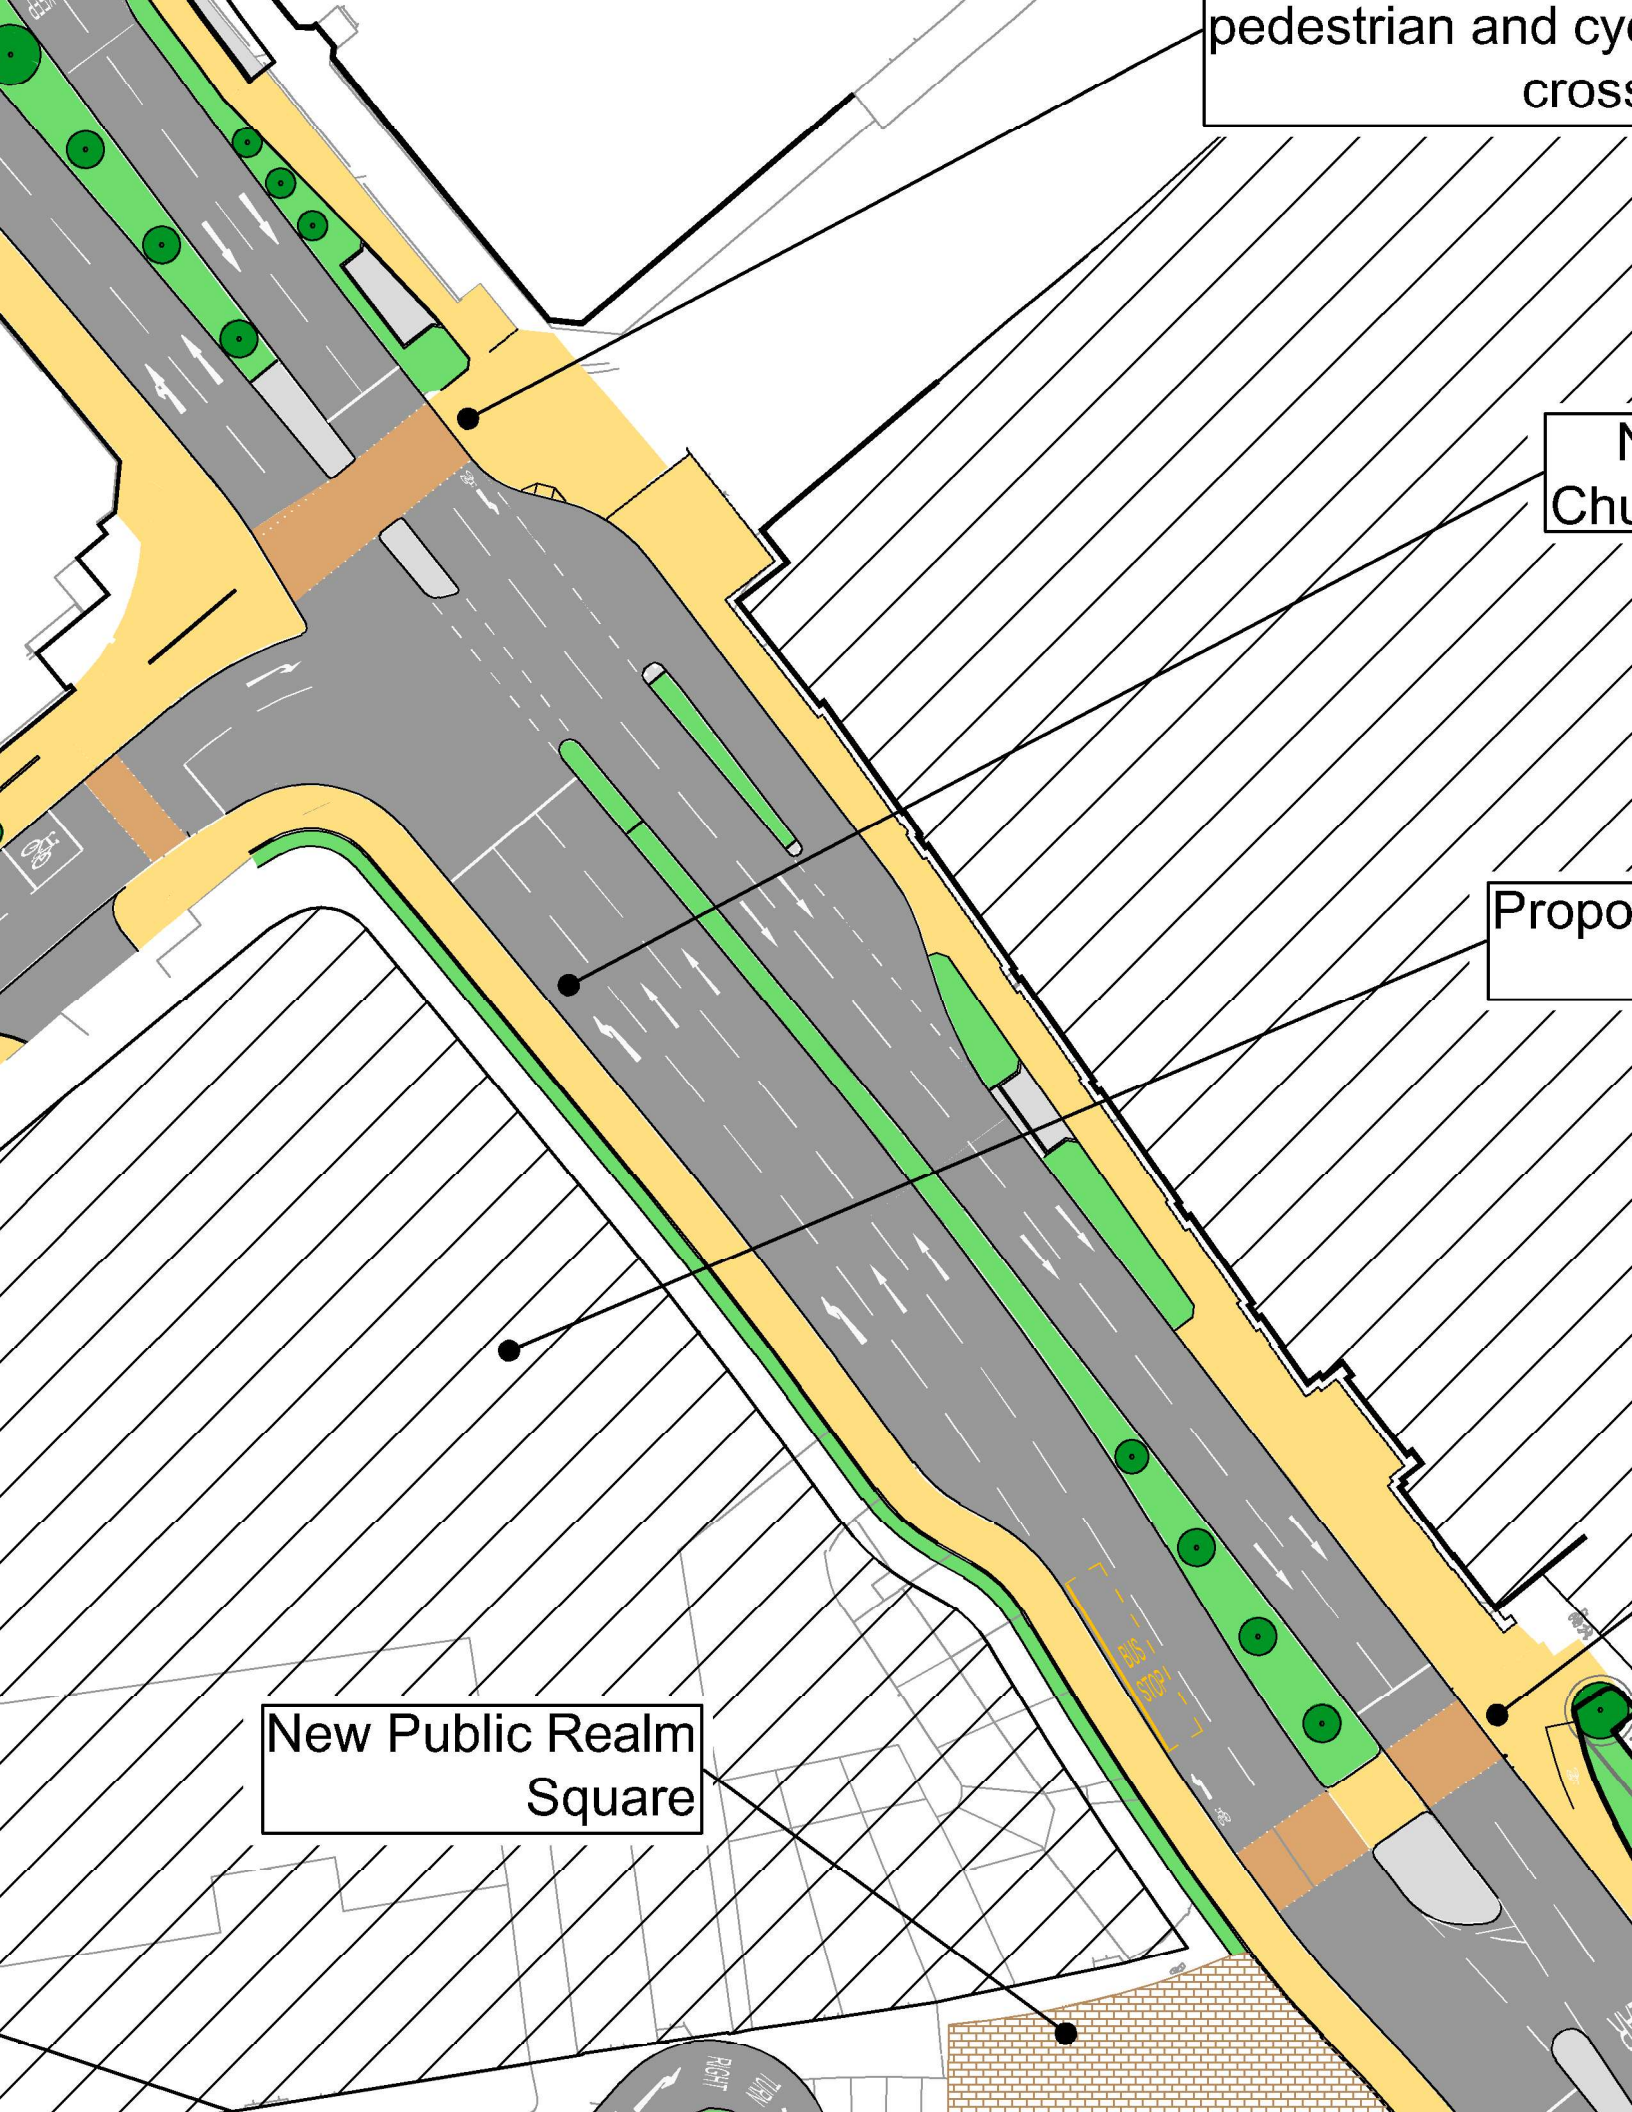 pedestrian and cyc
cross
N
Chu
Propo
BUS
STOP
New Public Realm
Square
RIGHT
TURN